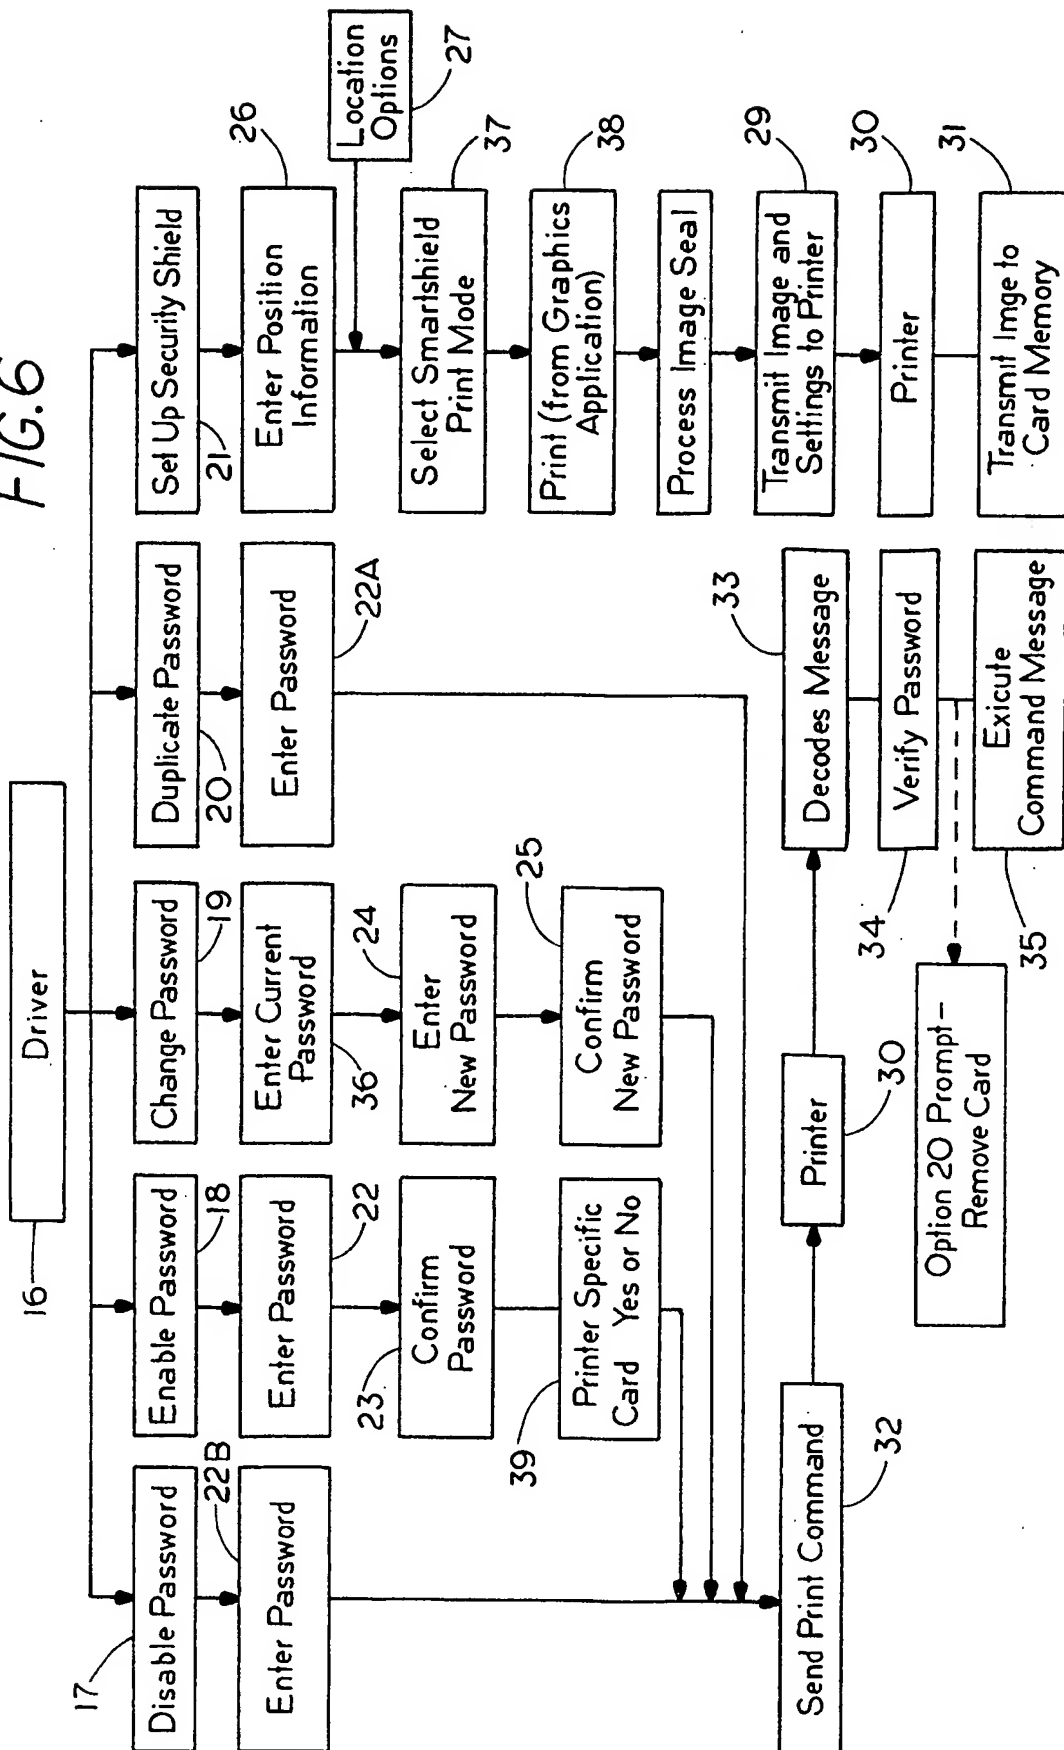 FIG.6
Driver
16
Disable Password
17
Enable Password
18
Change Password
19
Duplicate Password
20
Set Up Security Shield
21
Enter Password
22B
Enter Password
22
Enter Current
Password
36
Enter Password
22A
Enter Position
Information
26
Location
Options
27
Confirm
Password
23
Enter
New Password
24
Select Smartshield
Print Mode
37
Printer Specific
Card Yes or No
39
Confirm
New Password
25
Print (from Graphics
Application)
38
Process Image Seal
Send Print Command
32
Printer
30
Decodes Message
33
Transmit Image and
Settings to Printer
29
Verify Password
34
Printer
30
Option 20 Prompt-
Remove Card
Exicute
Command Message
35
Transmit Imge to
Card Memory
31